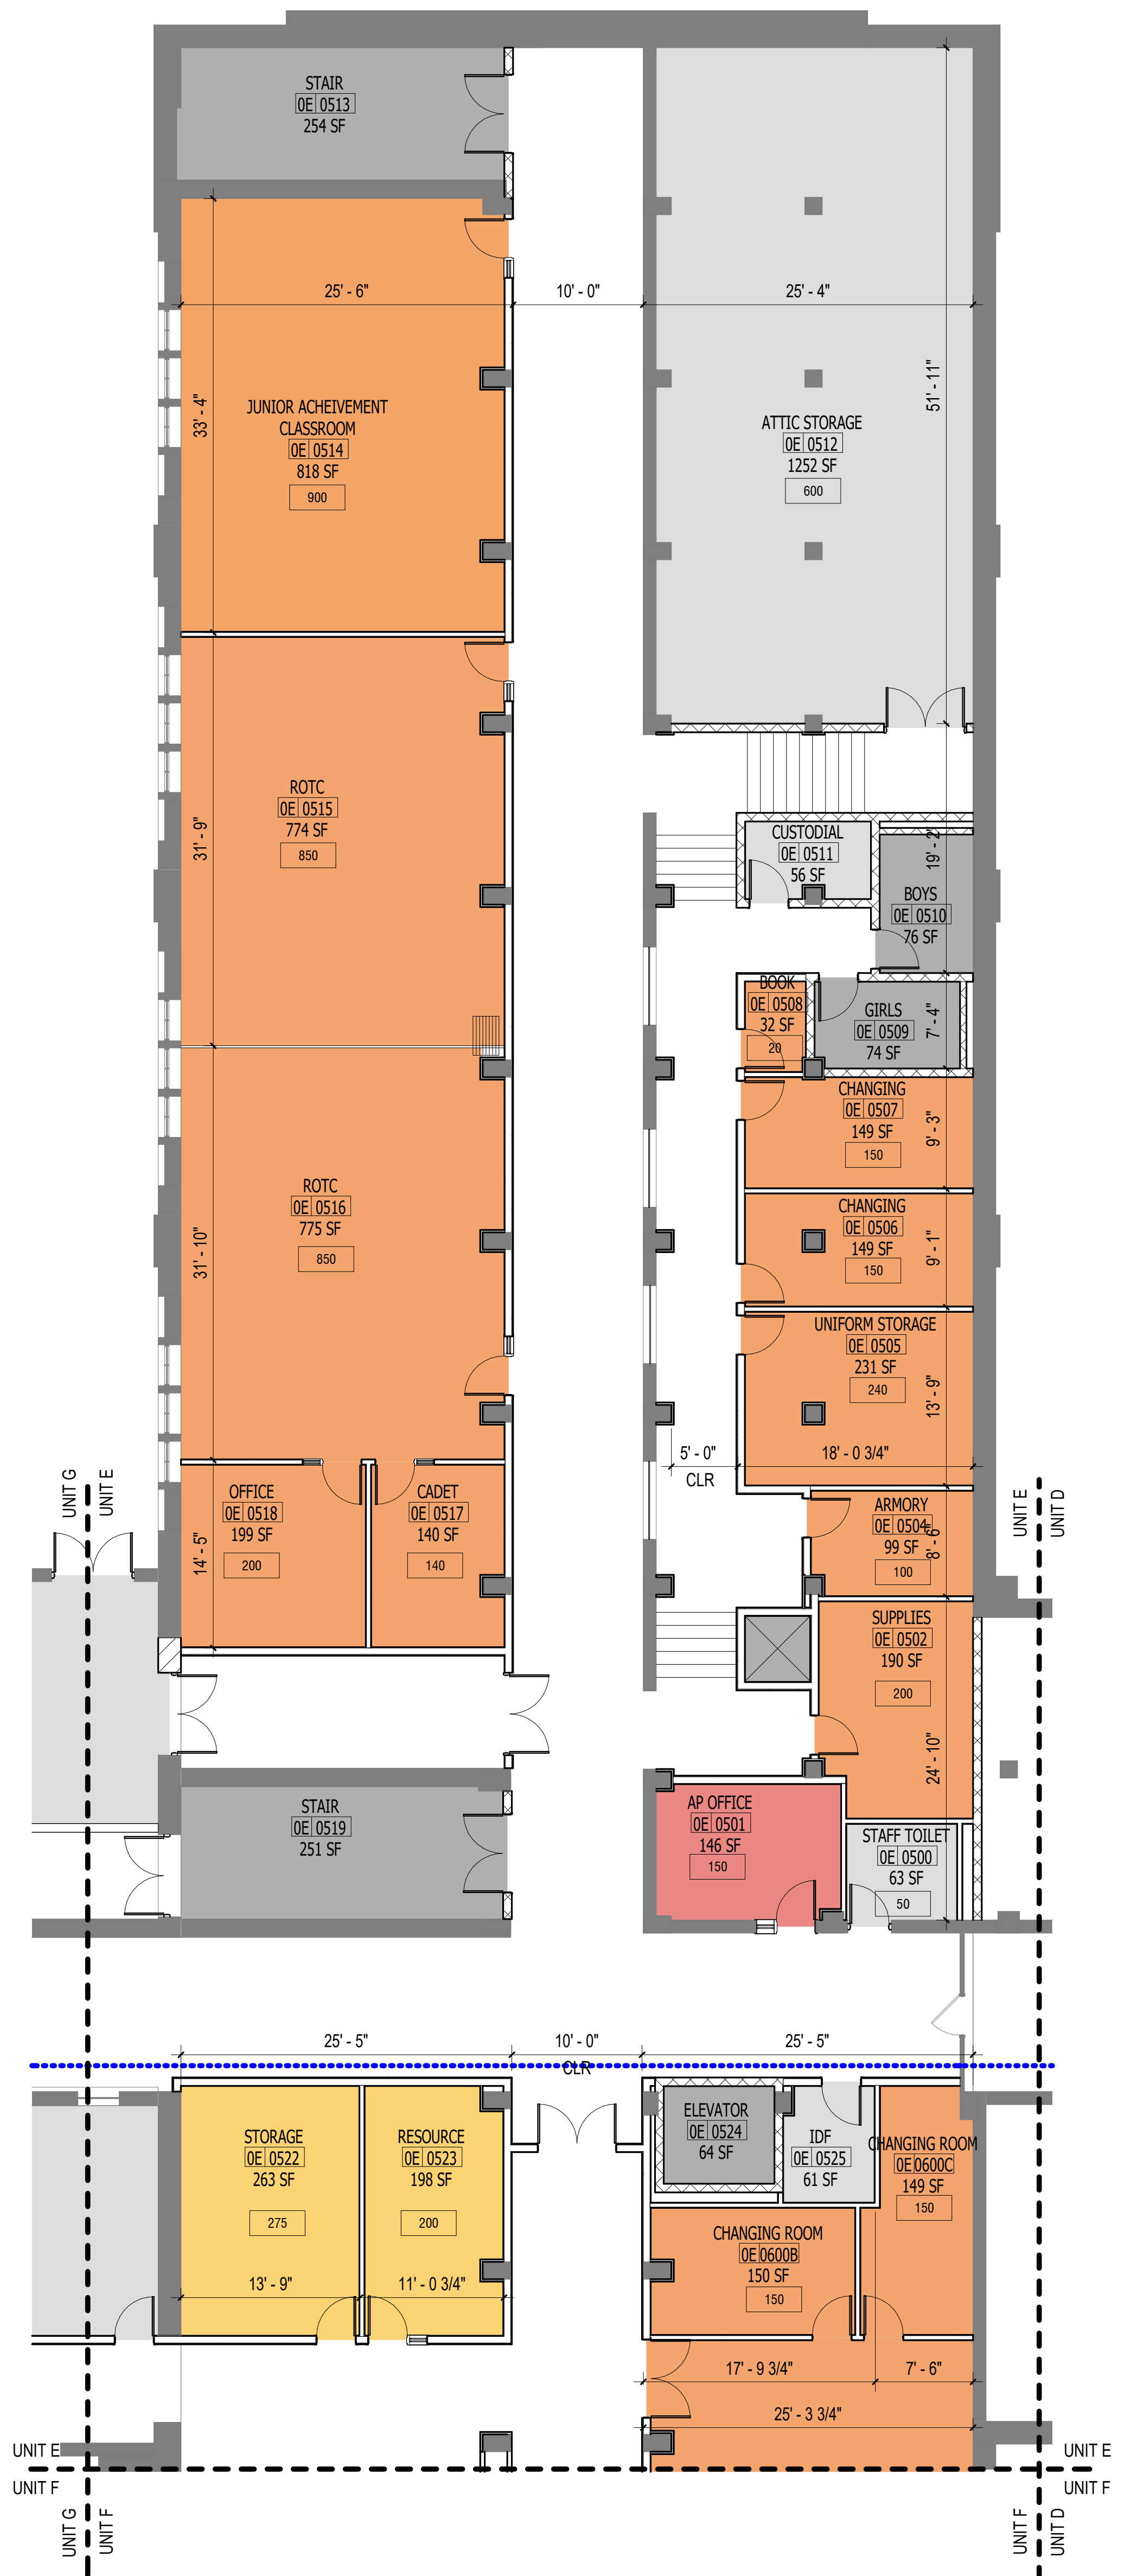 STAIR
0E 0513
254 SF
25' - 6"
10' - 0"
25' - 4"
33' - 4"
51' - 11"
JUNIOR ACHEIVEMENT
CLASSROOM
0E 0514
818 SF
900
ATTIC STORAGE
0E 0512
1252 SF
600
ROTC
0E 0515
774 SF
850
31' - 9"
CUSTODIAL
0E 0511
56 SF
19' - 2"
BOYS
0E 0510
76 SF
BOOK
0E 0508
32 SF
20
GIRLS
0E 0509
74 SF
7' - 4"
CHANGING
0E 0507
149 SF
150
9' - 3"
ROTC
0E 0516
775 SF
850
31' - 10"
CHANGING
0E 0506
149 SF
150
9' - 1"
UNIFORM STORAGE
0E 0505
231 SF
240
13' - 9"
5' - 0"
CLR
18' - 0 3/4"
UNIT G
UNIT E
OFFICE
0E 0518
199 SF
200
14' - 5"
CADET
0E 0517
140 SF
140
ARMORY
0E 0504
99 SF
100
8' - 6"
UNIT E
UNIT D
SUPPLIES
0E 0502
190 SF
200
24' - 10"
STAIR
0E 0519
251 SF
AP OFFICE
0E 0501
146 SF
150
STAFF TOILET
0E 0500
63 SF
50
25' - 5"
10' - 0"
CLR
25' - 5"
STORAGE
0E 0522
263 SF
275
RESOURCE
0E 0523
198 SF
200
ELEVATOR
0E 0524
64 SF
IDF
0E 0525
61 SF
CHANGING ROOM
0E 0600C
149 SF
150
CHANGING ROOM
0E 0600B
150 SF
150
13' - 9"
11' - 0 3/4"
17' - 9 3/4"
7' - 6"
25' - 3 3/4"
UNIT E
UNIT F
UNIT E
UNIT F
UNIT G
UNIT F
UNIT F
UNIT D